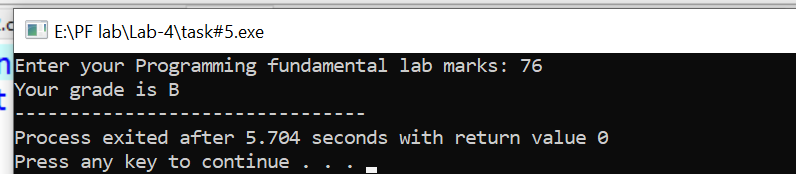 E:\PF lab\Lab-4\task#5.exe
Enter your Programming fundamental lab marks: 76
Your grade is B
--------------------------------
Process exited after 5.704 seconds with return value 0
Press any key to continue . . .